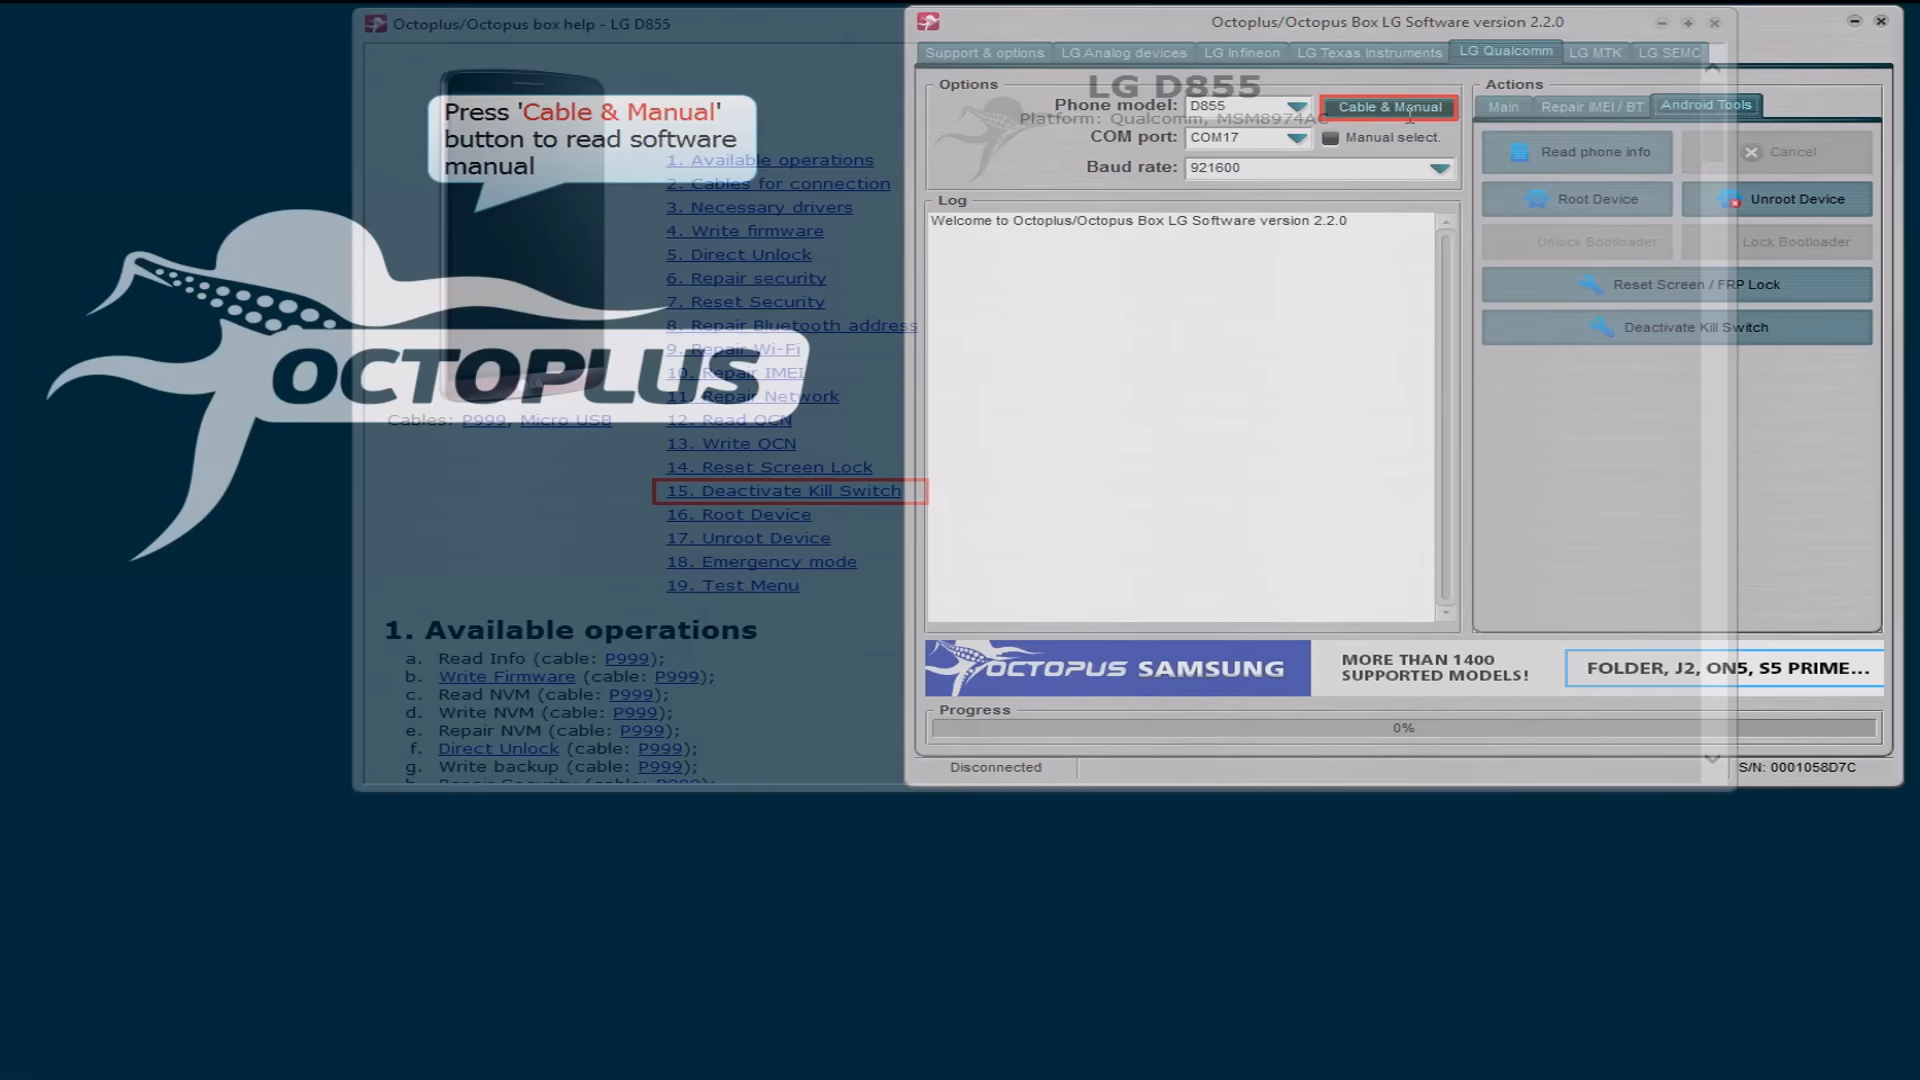 Octoplus/Octopus box help - LG D855
Press 'Cable & Manual'
button to read software
manual
OCTOPLUS
LG
Cables: P999, Micro USB
LG D855
Platform: Qualcomm, MSM8974AC
1. Available operations
2. Cables for connection
3. Necessary drivers
4. Write firmware
5. Direct Unlock
6. Repair security
7. Reset Security
8. Repair Bluetooth address
9. Repair Wi-Fi
10. Repair IMEI
11. Repair Network
12. Read QCN
13. Write QCN
14. Reset Screen Lock
15. Deactivate Kill Switch
16. Root Device
17. Unroot Device
18. Emergency mode
19. Test Menu
1. Available operations
a. Read Info (cable: P999);
b. Write Firmware (cable: P999);
c. Read NVM (cable: P999);
d. Write NVM (cable: P999);
e. Repair NVM (cable: P999);
f. Direct Unlock (cable: P999);
g. Write backup (cable: P999);
h. Repair Security (cable: P999);
Octoplus/Octopus Box LG Software version 2.2.0
Support & options LG Analog devices LG Infineon LG Texas Instruments LG Qualcomm LG MTK LG SEMC
Options
Phone model: D855 Cable & Manual
COM port: COM17 Manual select.
Baud rate: 921600
Log
Welcome to Octoplus/Octopus Box LG Software version 2.2.0
Actions
Main Repair IMEI / BT Android Tools
Read phone info Cancel
Root Device Unroot Device
Unlock Bootloader Lock Bootloader
Reset Screen / FRP Lock
Deactivate Kill Switch
OCTOPUS SAMSUNG
MORE THAN 1400
SUPPORTED MODELS!
FOLDER, J2, ON5, S5 PRIME...
Progress
0%
Disconnected
S/N: 0001058D7C